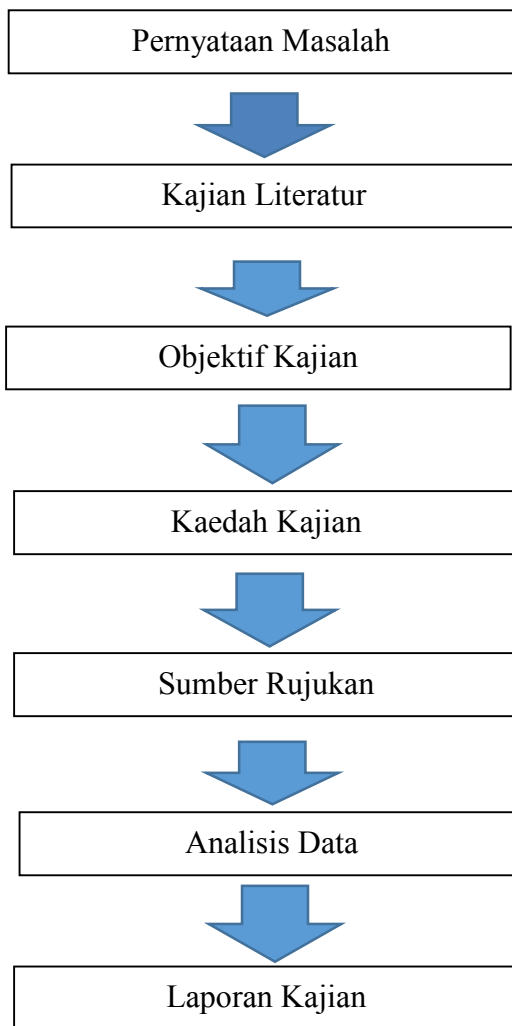 Pernyataan Masalah
Kajian Literatur
Objektif Kajian
Kaedah Kajian
Sumber Rujukan
Analisis Data
Laporan Kajian